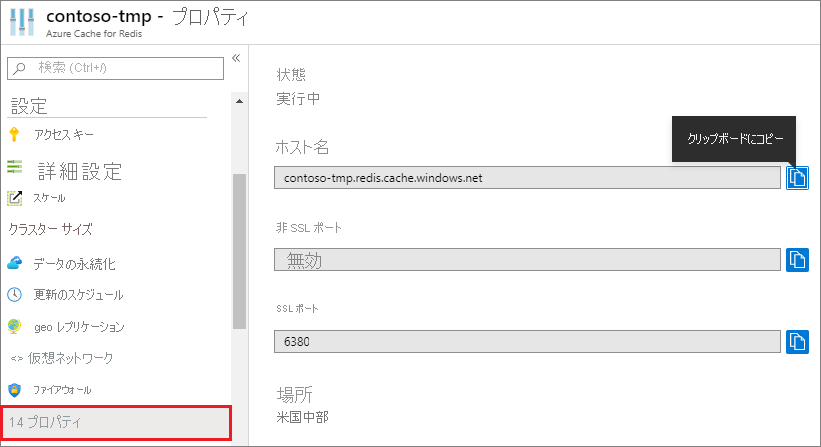 contoso-tmp - プロパティ
Azure Cache for Redis
検索 (Ctrl+/)
«
設定
アクセス キー
詳細設定
スケール
クラスター サイズ
データの永続化
更新のスケジュール
geo レプリケーション
<> 仮想ネットワーク
ファイアウォール
14 プロパティ
状態
実行中
ホスト名
クリップボードにコピー
contoso-tmp.redis.cache.windows.net
非 SSL ポート
無効
SSL ポート
6380
場所
米国中部